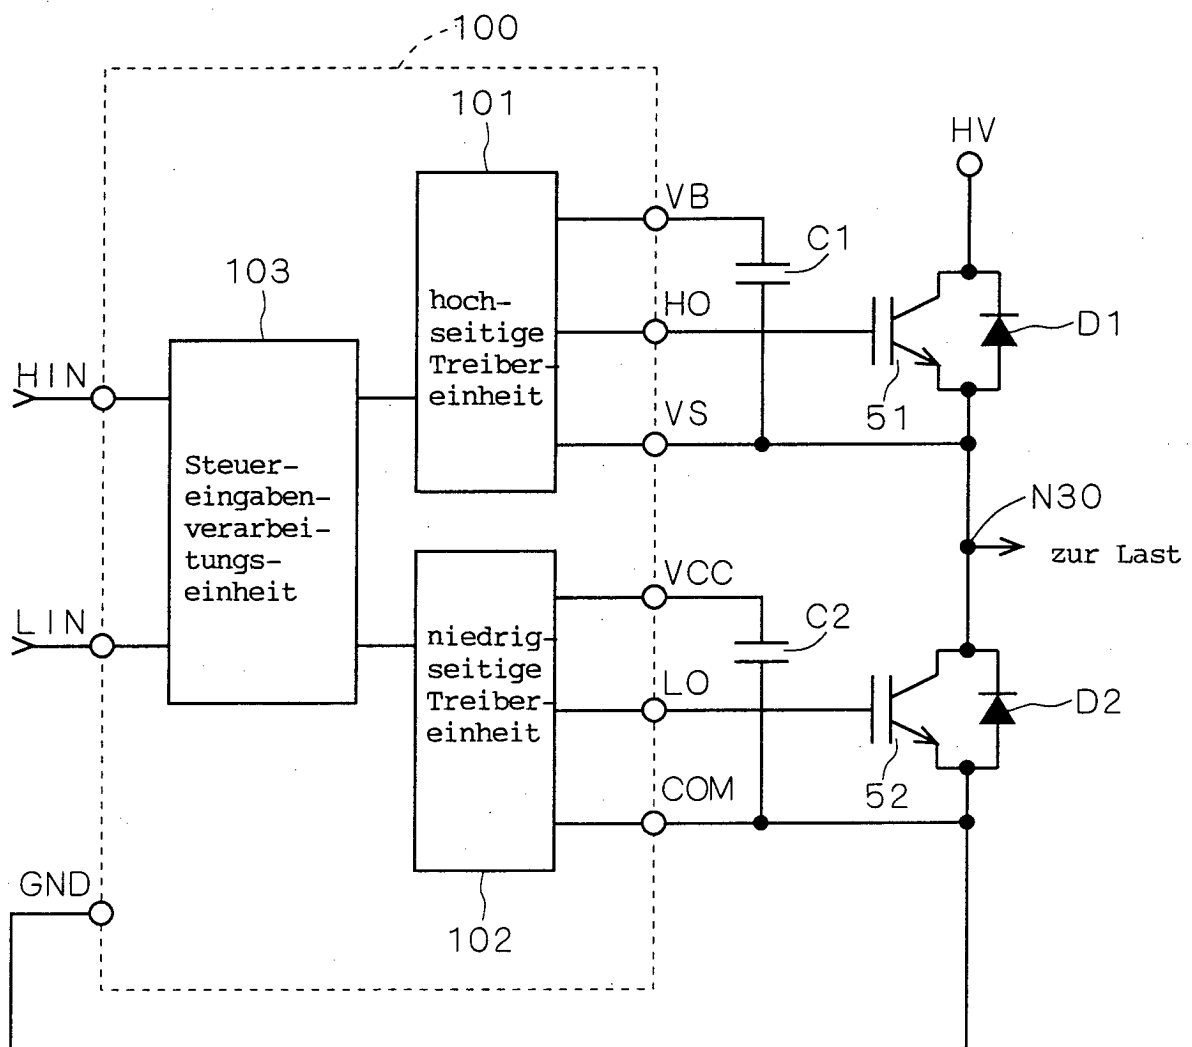 100
101
HV
VB
C1
103
hoch-
seitige
Treiber-
einheit
HO
D1
HIN
51
VS
Steuer-
eingaben-
verarbei-
tungs-
einheit
N30
zur Last
VCC
LIN
C2
niedrig-
seitige
Treiber-
einheit
LO
D2
52
COM
GND
102